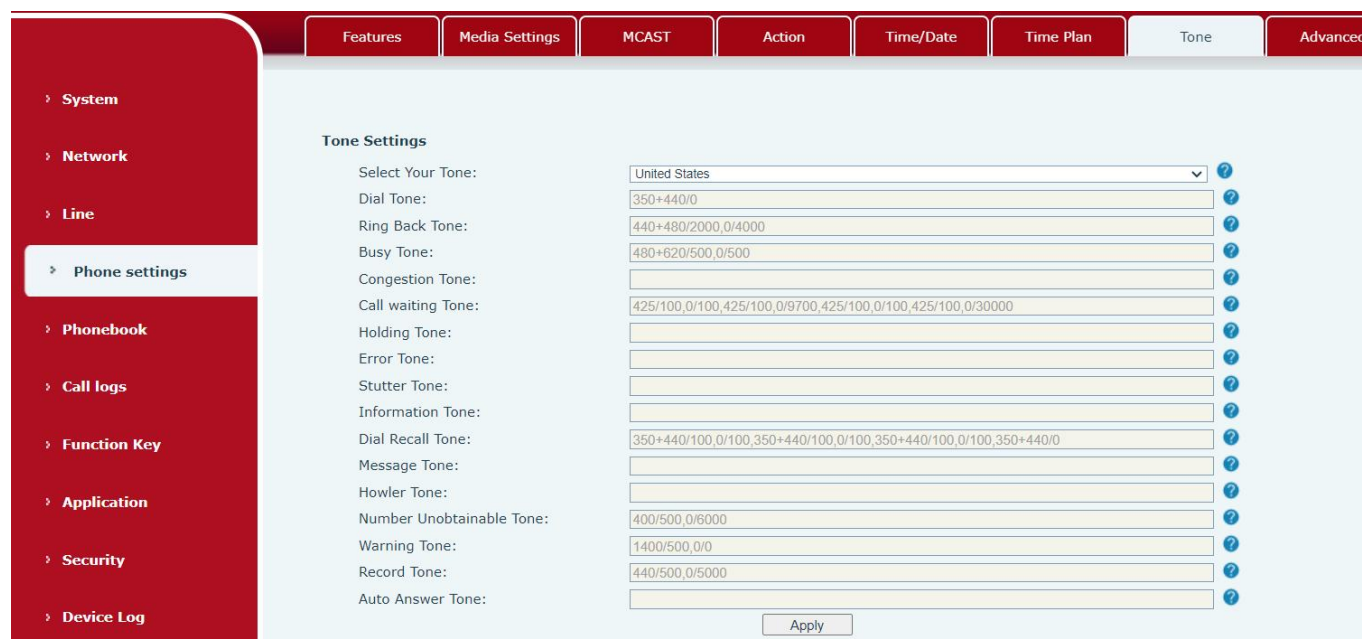 Features Media Settings MCAST Action Time/Date Time Plan Tone Advanced
System
Network
Line
Phone settings
Phonebook
Call logs
Function Key
Application
Security
Device Log
Tone Settings
Select Your Tone: United States
Dial Tone: 350+440/0
Ring Back Tone: 440+480/2000,0/4000
Busy Tone: 480+620/500,0/500
Congestion Tone:
Call waiting Tone: 425/100,0/100,425/100,0/9700,425/100,0/100,425/100,0/30000
Holding Tone:
Error Tone:
Stutter Tone:
Information Tone:
Dial Recall Tone: 350+440/100,0/100,350+440/100,0/100,350+440/100,0/100,350+440/0
Message Tone:
Howler Tone:
Number Unobtainable Tone: 400/500,0/6000
Warning Tone: 1400/500,0/0
Record Tone: 440/500,0/5000
Auto Answer Tone:
Apply